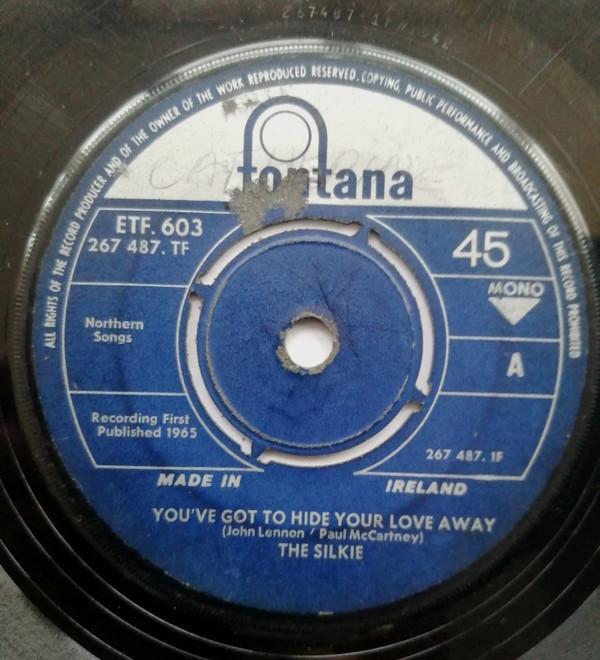 267487 1F
ALL RIGHTS OF THE RECORD PRODUCER AND OF THE OWNER OF THE WORK REPRODUCED RESERVED. COPYING, PUBLIC PERFORMANCE AND BROADCASTING OF THIS RECORD PROHIBITED
CATHERINE
fontana
ETF. 603
267 487. TF
45
MONO
Northern
Songs
A
Recording First
Published 1965
267 487. 1F
MADE IN IRELAND
YOU'VE GOT TO HIDE YOUR LOVE AWAY
(John Lennon / Paul McCartney)
THE SILKIE